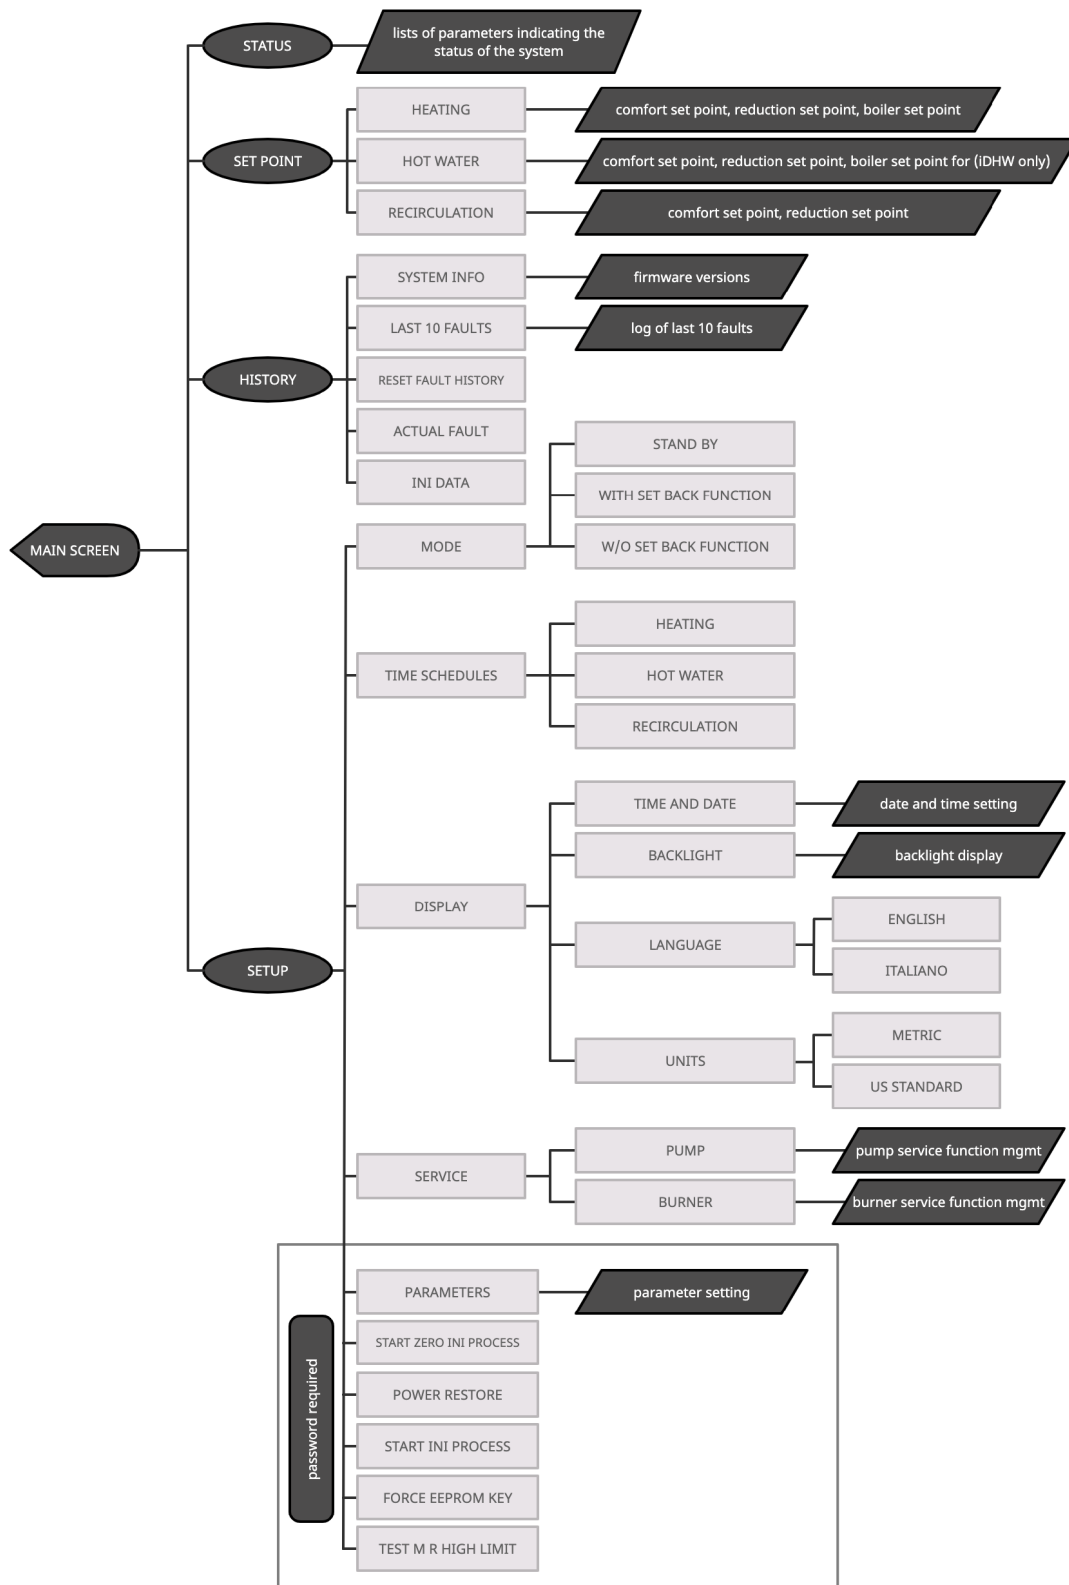 STATUS
lists of parameters indicating the
status of the system
HEATING
comfort set point, reduction set point, boiler set point
SET POINT
HOT WATER
comfort set point, reduction set point, boiler set point for (iDHW only)
RECIRCULATION
comfort set point, reduction set point
SYSTEM INFO
firmware versions
LAST 10 FAULTS
log of last 10 faults
HISTORY
RESET FAULT HISTORY
ACTUAL FAULT
INI DATA
MAIN SCREEN
MODE
STAND BY
WITH SET BACK FUNCTION
W/O SET BACK FUNCTION
TIME SCHEDULES
HEATING
HOT WATER
RECIRCULATION
DISPLAY
TIME AND DATE
date and time setting
BACKLIGHT
backlight display
LANGUAGE
ENGLISH
ITALIANO
SETUP
UNITS
METRIC
US STANDARD
SERVICE
PUMP
pump service function mgmt
BURNER
burner service function mgmt
password required
PARAMETERS
parameter setting
START ZERO INI PROCESS
POWER RESTORE
START INI PROCESS
FORCE EEPROM KEY
TEST M R HIGH LIMIT